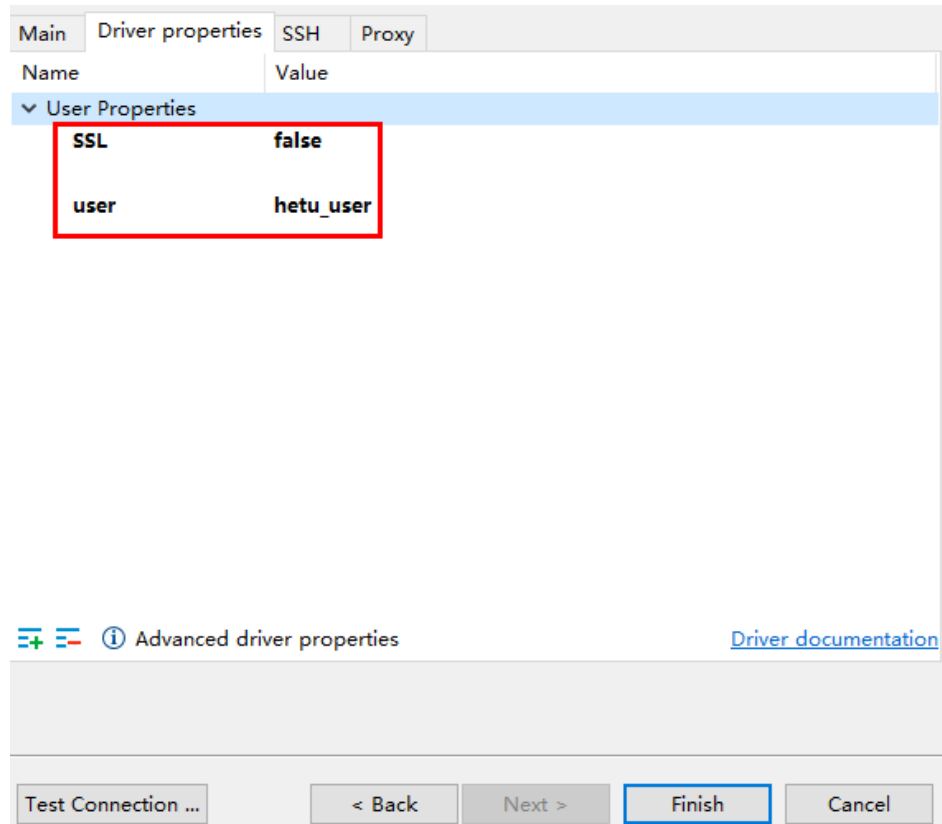 Main Driver properties SSH Proxy
Name Value
User Properties
SSL false
user hetu_user
Advanced driver properties Driver documentation
Test Connection ... < Back Next > Finish Cancel